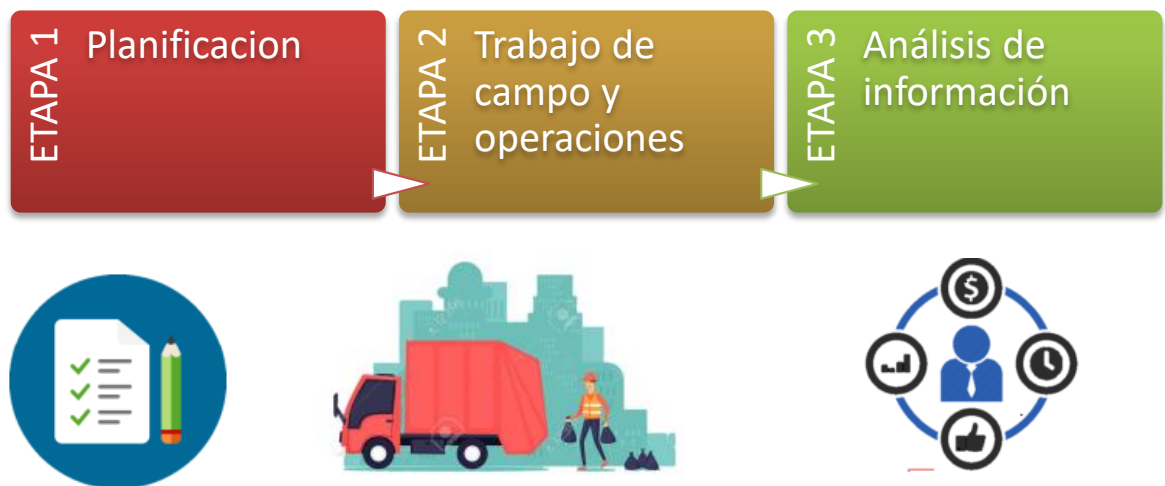 ETAPA 1
Planificacion
ETAPA 2
Trabajo de
campo y
operaciones
ETAPA 3
Análisis de
información
$